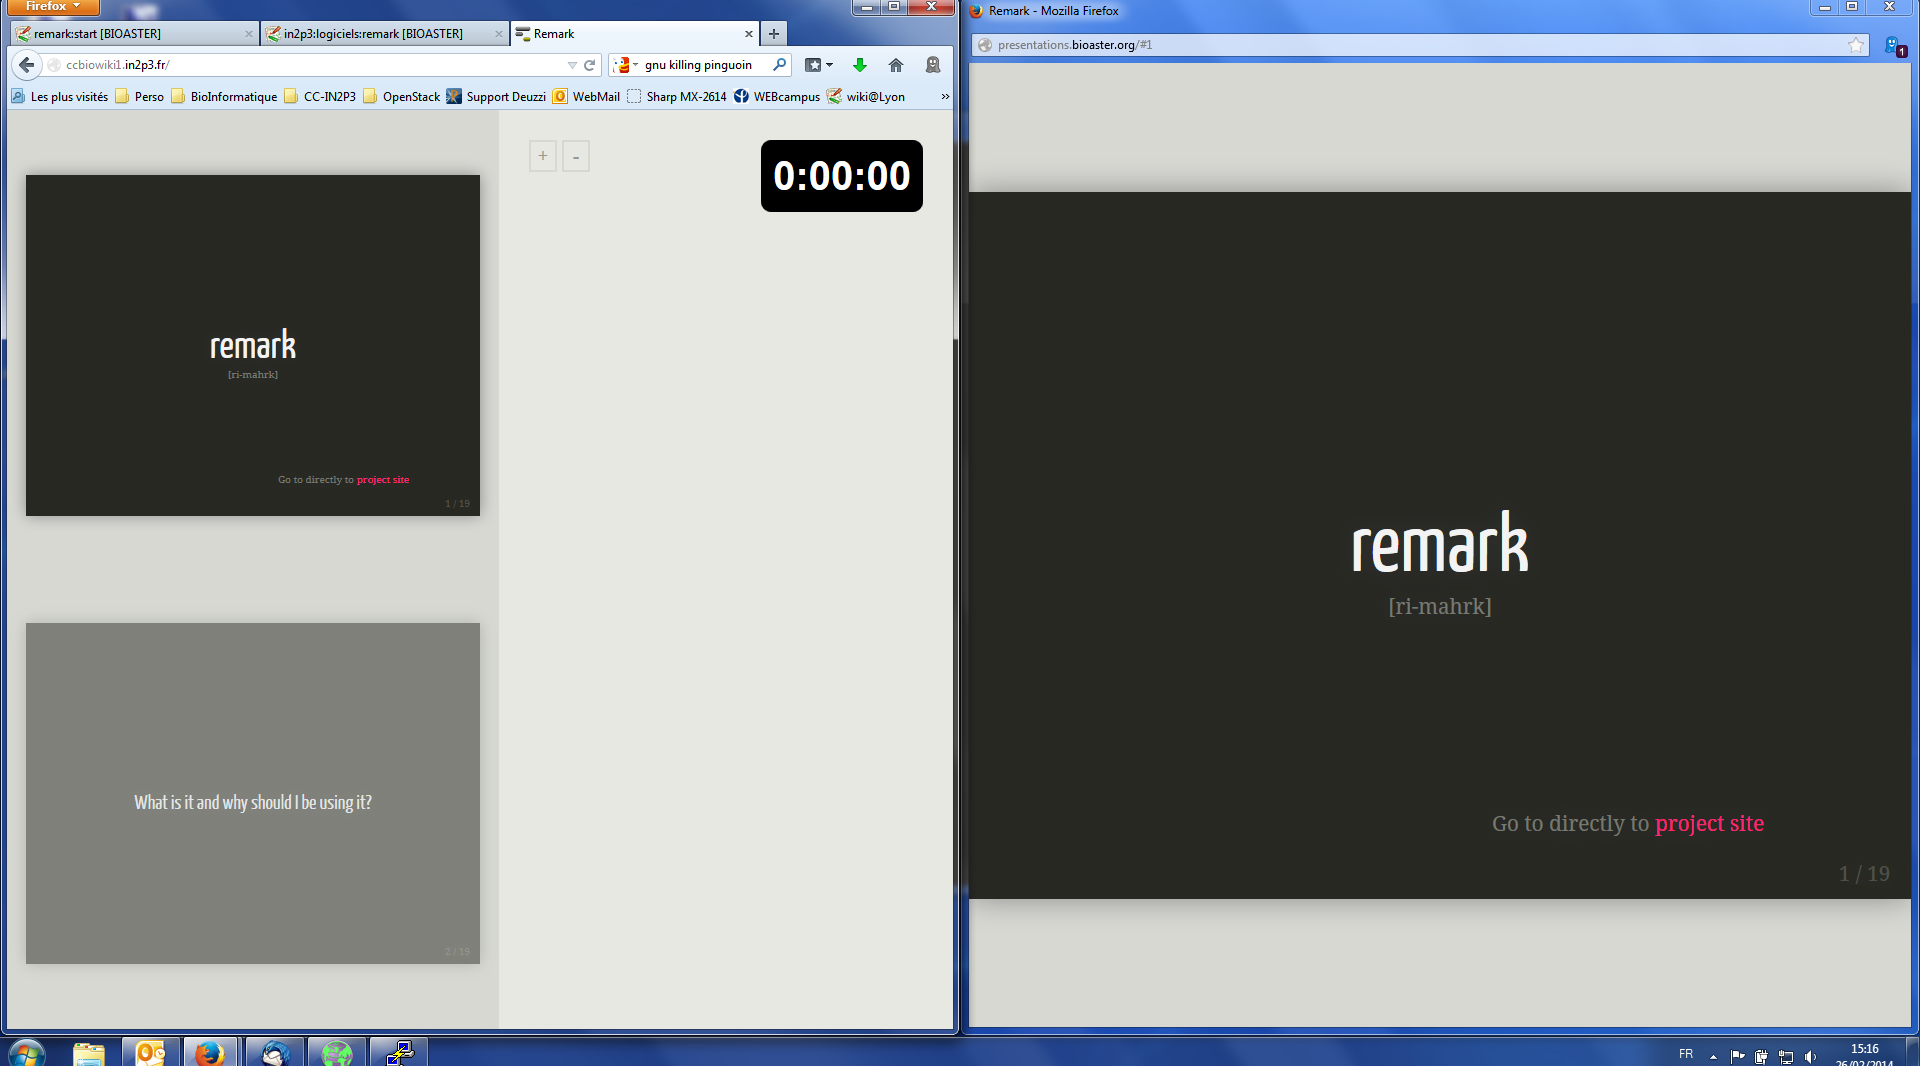 Firefox
remark:start [BIOASTER]
in2p3:logiciels:remark [BIOASTER]
Remark
ccbiowiki1.in2p3.fr/
gnu killing pinguoin
Les plus visités
Perso
BioInformatique
CC-IN2P3
OpenStack
Support Deuzzi
WebMail
Sharp MX-2614
WEBcampus
wiki@Lyon
»
+
-
0:00:00
remark
[ri-mahrk]
Go to directly to project site
1 / 19
What is it and why should I be using it?
2 / 19
Remark - Mozilla Firefox
presentations.bioaster.org/#1
1
remark
[ri-mahrk]
Go to directly to project site
1 / 19
FR
15:16
26/02/2014